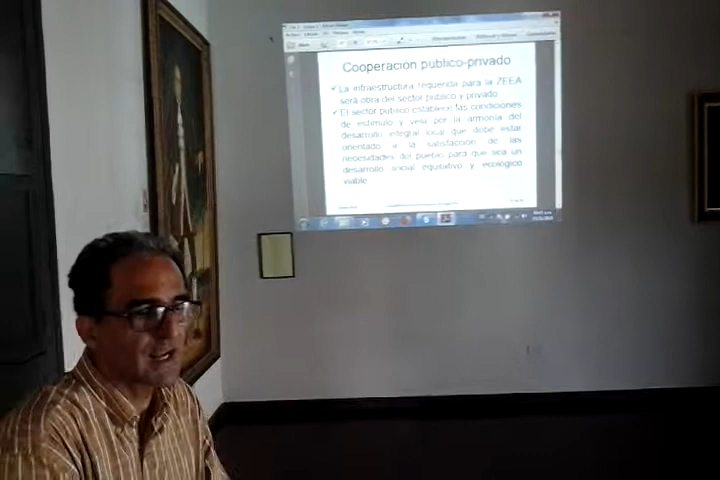 Cooperación público-privado
✓ La infraestructura requerida para la ZEEA
será obra del sector público y privado
✓ El sector público establece las condiciones
de estímulo y vela por la armonía del
desarrollo integral local que debe estar
orientado a la satisfacción de las
necesidades del pueblo para que sea un
desarrollo social equitativo y ecológico
viable